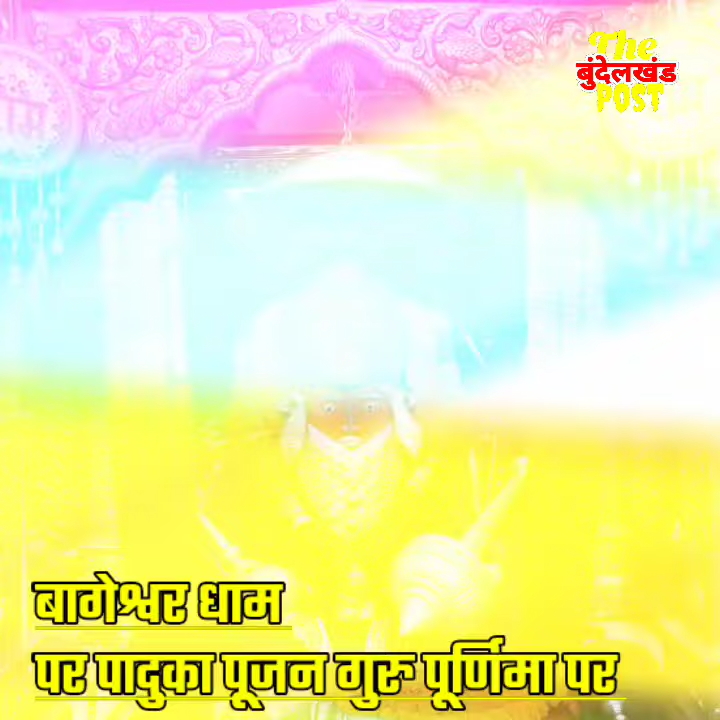 The
बुंदेलखंड
POST
बागेश्वर धाम
पर पादुका पूजन गुरु पूर्णिमा पर